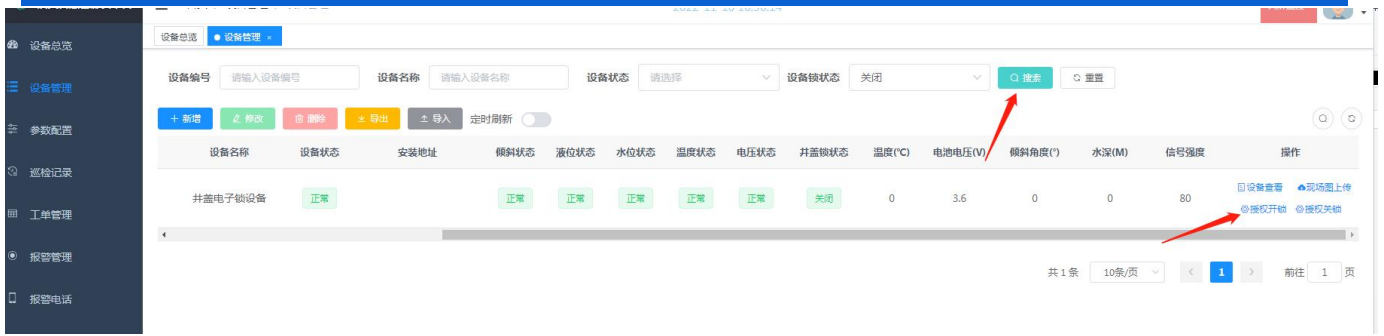 设备总览
设备管理
参数配置
巡检记录
工单管理
报警管理
报警电话
设备总览 ● 设备管理 ×
设备编号 请输入设备编号 设备名称 请输入设备名称 设备状态 请选择 设备锁状态 关闭 搜索 重置
+ 新增 修改 删除 导出 导入 定时刷新
设备名称 设备状态 安装地址 倾斜状态 液位状态 水位状态 温度状态 电压状态 井盖锁状态 温度(℃) 电池电压(V) 倾斜角度(°) 水深(M) 信号强度 操作
井盖电子锁设备 正常 正常 正常 正常 正常 正常 关闭 0 3.6 0 0 80 设备查看 现场图上传
授权开锁 授权关锁
共 1 条 10条/页 < 1 > 前往 1 页